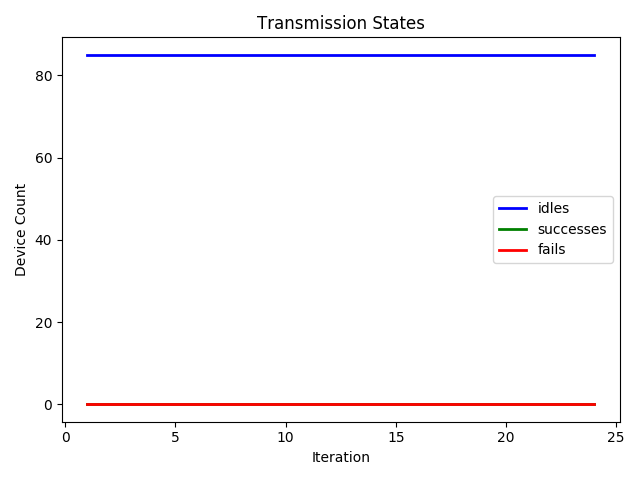 Transmission States
Device Count
80
60
40
20
0
idles
successes
fails
0 5 10 15 20 25
Iteration